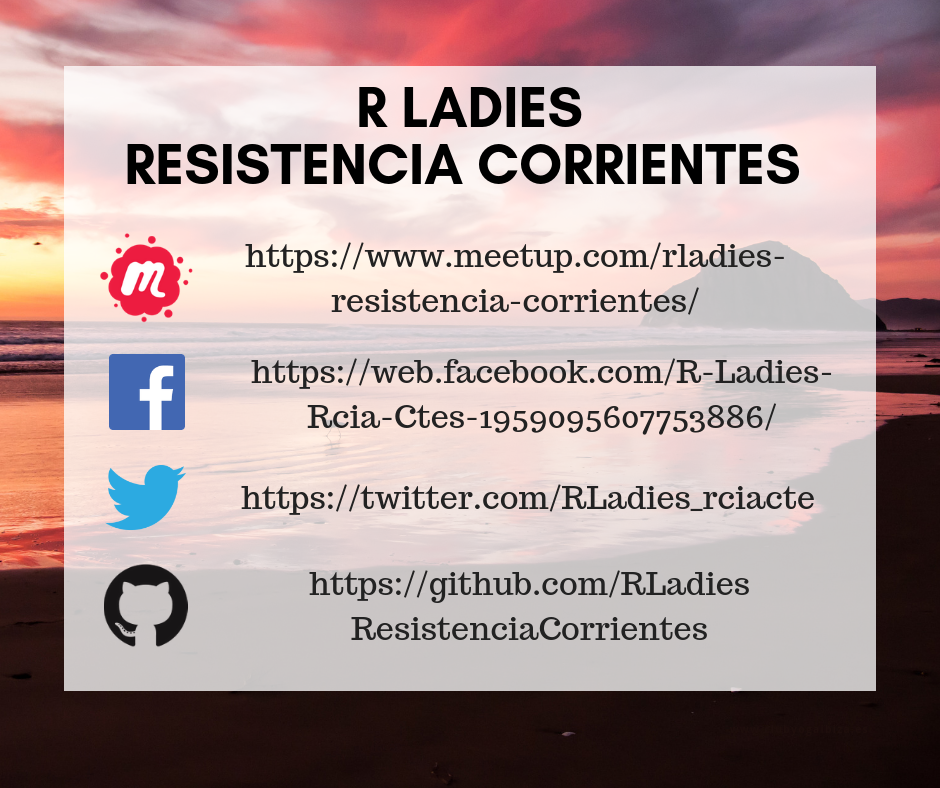 R LADIES
RESISTENCIA CORRIENTES
m
https://www.meetup.com/rladies-
resistencia-corrientes/
f
https://web.facebook.com/R-Ladies-
Rcia-Ctes-1959095607753886/
https://twitter.com/RLadies_rciacte
https://github.com/RLadies
ResistenciaCorrientes